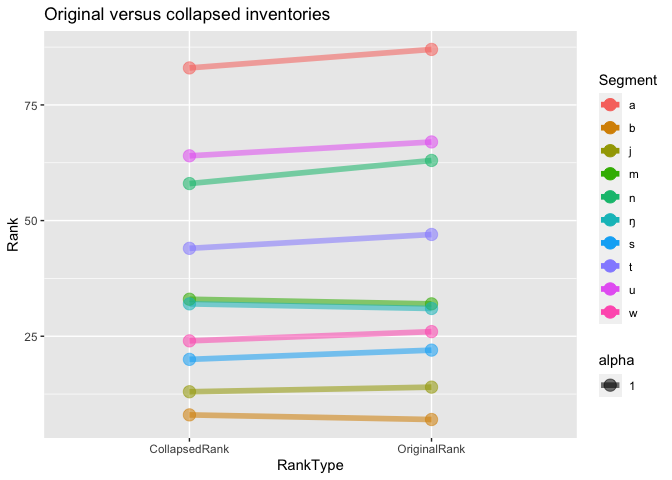 Original versus collapsed inventories
Rank
75
50
25
CollapsedRank
OriginalRank
RankType
Segment
a
b
j
m
n
ŋ
s
t
u
w
alpha
1